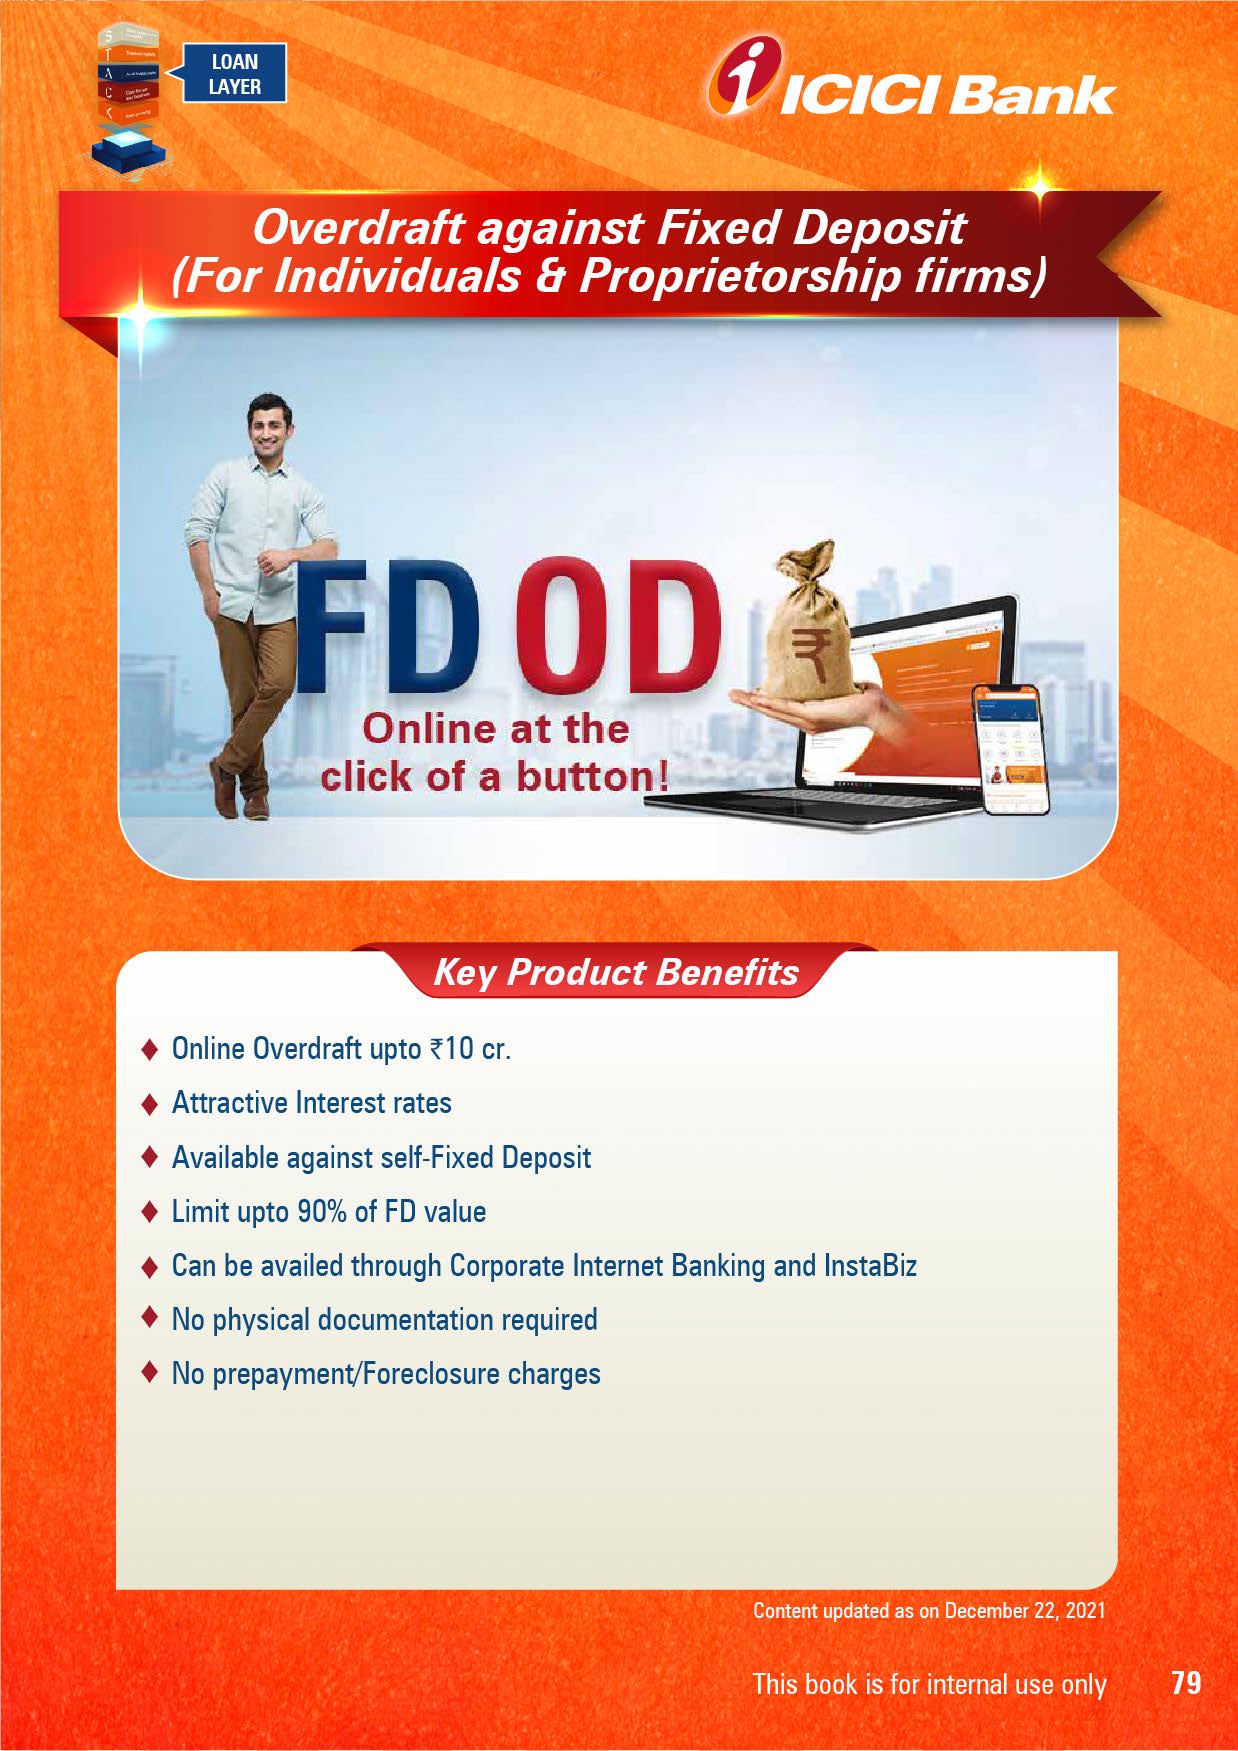 S
T
A
C
K
LOAN
LAYER
i ICICI Bank
Overdraft against Fixed Deposit
(For Individuals & Proprietorship firms)
FD OD
₹
Online at the
click of a button!
Key Product Benefits
♦ Online Overdraft upto ₹10 cr.
♦ Attractive Interest rates
♦ Available against self-Fixed Deposit
♦ Limit upto 90% of FD value
♦ Can be availed through Corporate Internet Banking and InstaBiz
♦ No physical documentation required
♦ No prepayment/Foreclosure charges
Content updated as on December 22, 2021
This book is for internal use only 79